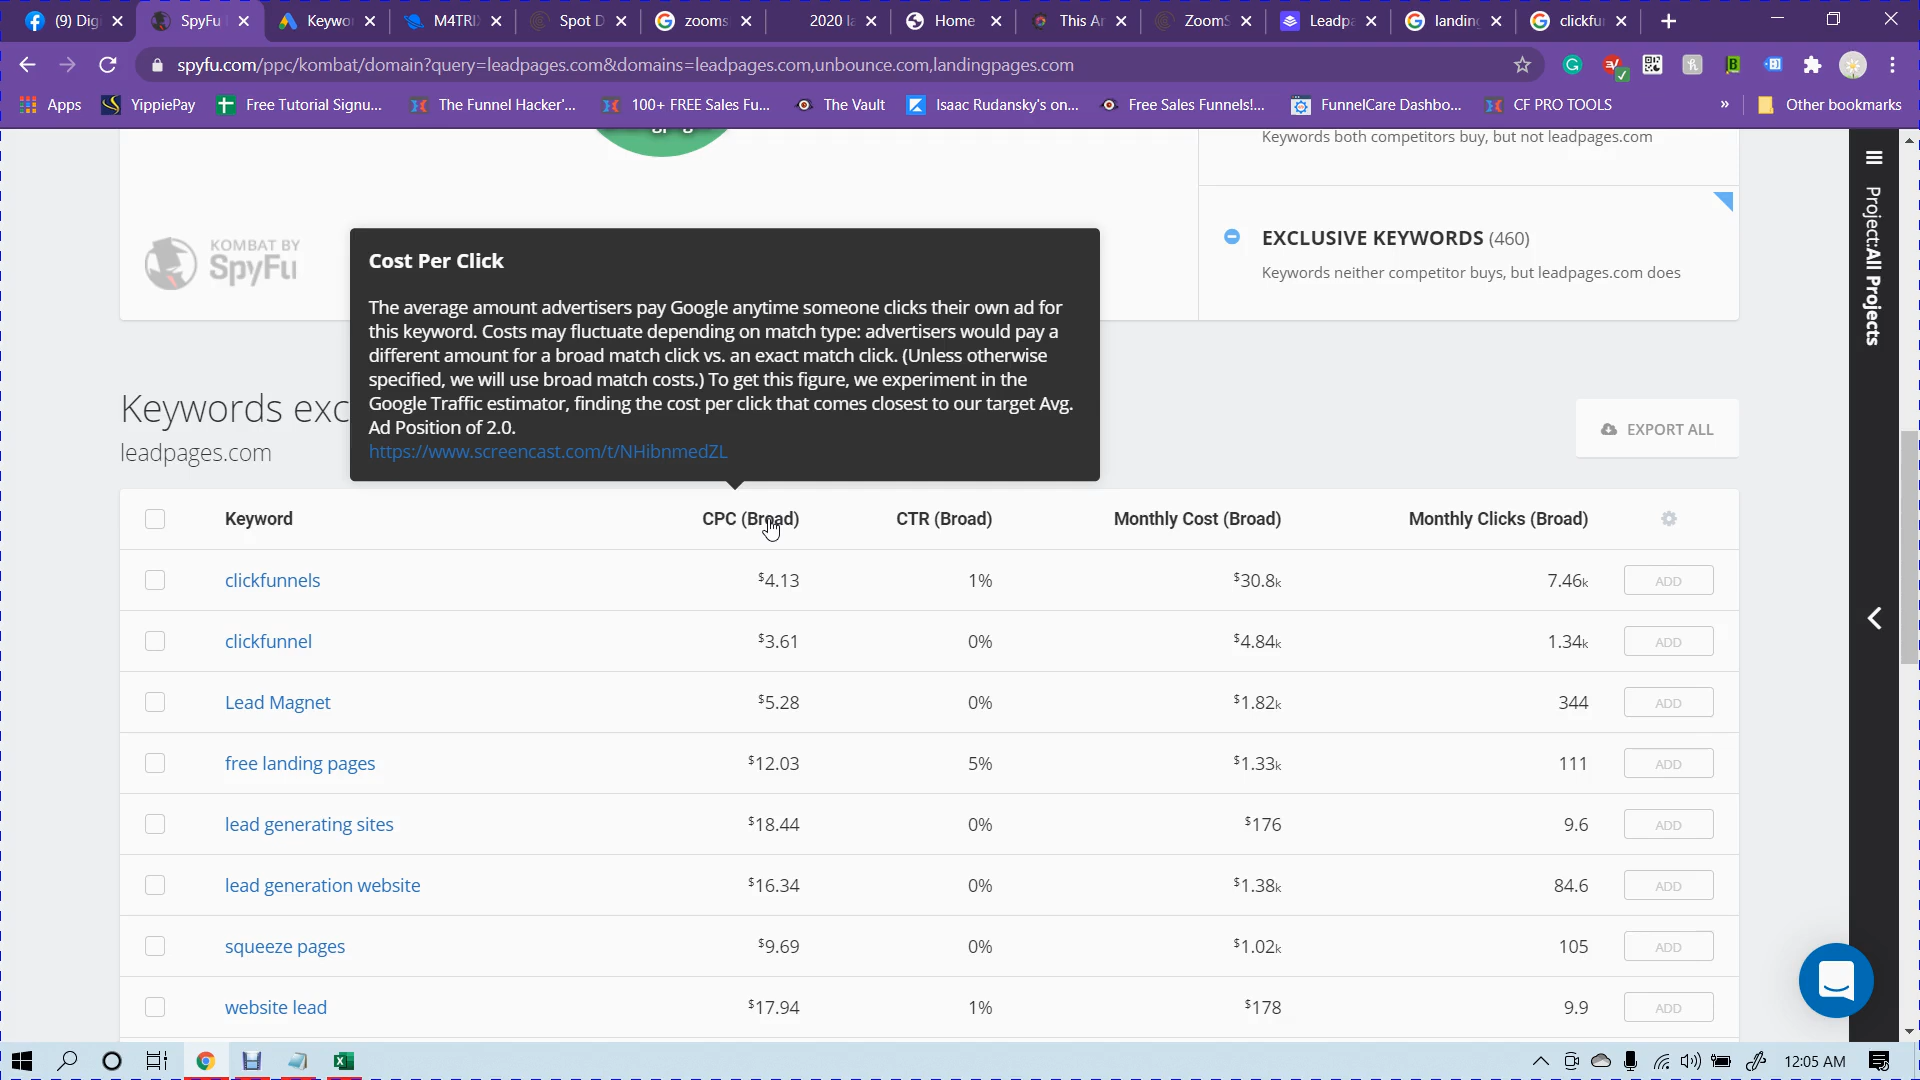 (9) Digi
SpyFu
Keywo
M4TRI
Spot D
zooms
2020 la
Home
This Ar
ZoomS
Leadpa
landin
clickfu
spyfu.com/ppc/kombat/domain?query=leadpages.com&domains=leadpages.com,unbounce.com,landingpages.com
Apps
YippiePay
Free Tutorial Signu...
The Funnel Hacker'...
100+ FREE Sales Fu...
The Vault
Isaac Rudansky's on...
Free Sales Funnels!...
FunnelCare Dashbo...
CF PRO TOOLS
»
Other bookmarks
Keywords both competitors buy, but not leadpages.com
EXCLUSIVE KEYWORDS (460)
Keywords neither competitor buys, but leadpages.com does
KOMBAT BY
SpyFu
Project:All Projects
Cost Per Click
The average amount advertisers pay Google anytime someone clicks their own ad for
this keyword. Costs may fluctuate depending on match type: advertisers would pay a
different amount for a broad match click vs. an exact match click. (Unless otherwise
specified, we will use broad match costs.) To get this figure, we experiment in the
Google Traffic estimator, finding the cost per click that comes closest to our target Avg.
Ad Position of 2.0.
https://www.screencast.com/t/NHibnmedZL
Keywords exc
leadpages.com
EXPORT ALL
Keyword CPC (Broad) CTR (Broad) Monthly Cost (Broad) Monthly Clicks (Broad)
clickfunnels $4.13 1% $30.8k 7.46k ADD
clickfunnel $3.61 0% $4.84k 1.34k ADD
Lead Magnet $5.28 0% $1.82k 344 ADD
free landing pages $12.03 5% $1.33k 111 ADD
lead generating sites $18.44 0% $176 9.6 ADD
lead generation website $16.34 0% $1.38k 84.6 ADD
squeeze pages $9.69 0% $1.02k 105 ADD
website lead $17.94 1% $178 9.9 ADD
12:05 AM